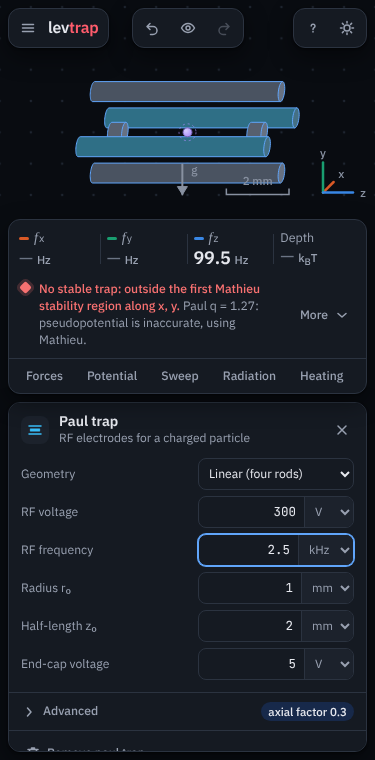 levtrap
?
g
2 mm
y
x
z
fx
fy
fz
Depth
— Hz
— Hz
99.5 Hz
— kBT
No stable trap: outside the first Mathieu
stability region along x, y. Paul q = 1.27:
pseudopotential is inaccurate, using
Mathieu.
More
Forces
Potential
Sweep
Radiation
Heating
Paul trap
RF electrodes for a charged particle
Geometry
Linear (four rods)
RF voltage
300
V
RF frequency
2.5
kHz
Radius r₀
1
mm
Half-length z₀
2
mm
End-cap voltage
5
V
Advanced
axial factor 0.3